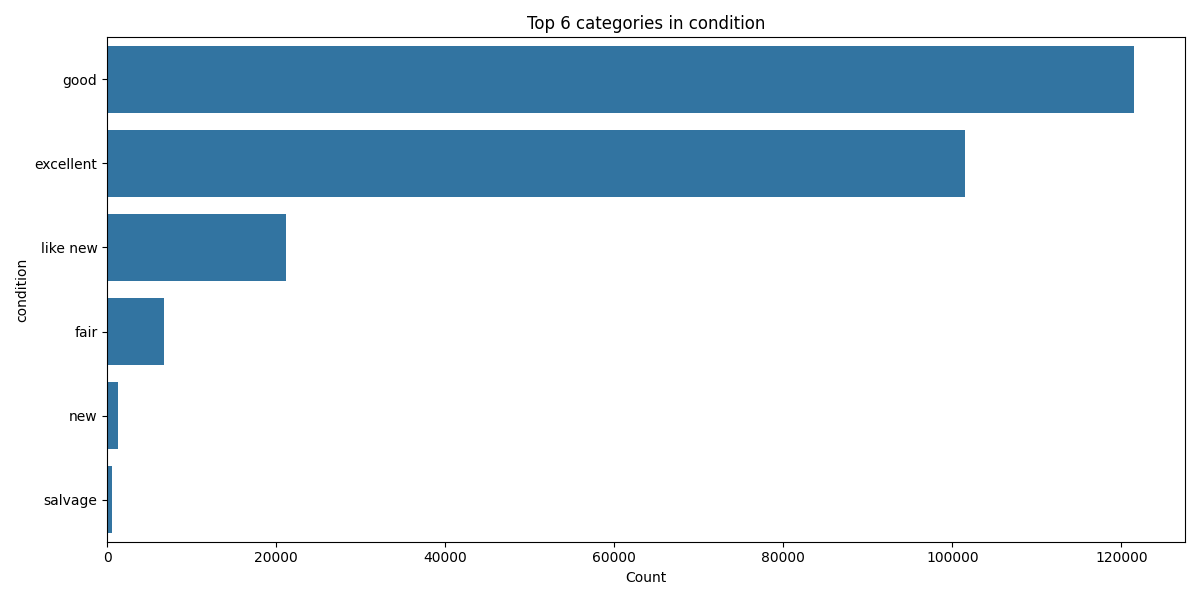 Top 6 categories in condition
good
excellent
like new
fair
new
salvage
condition
0 20000 40000 60000 80000 100000 120000
Count